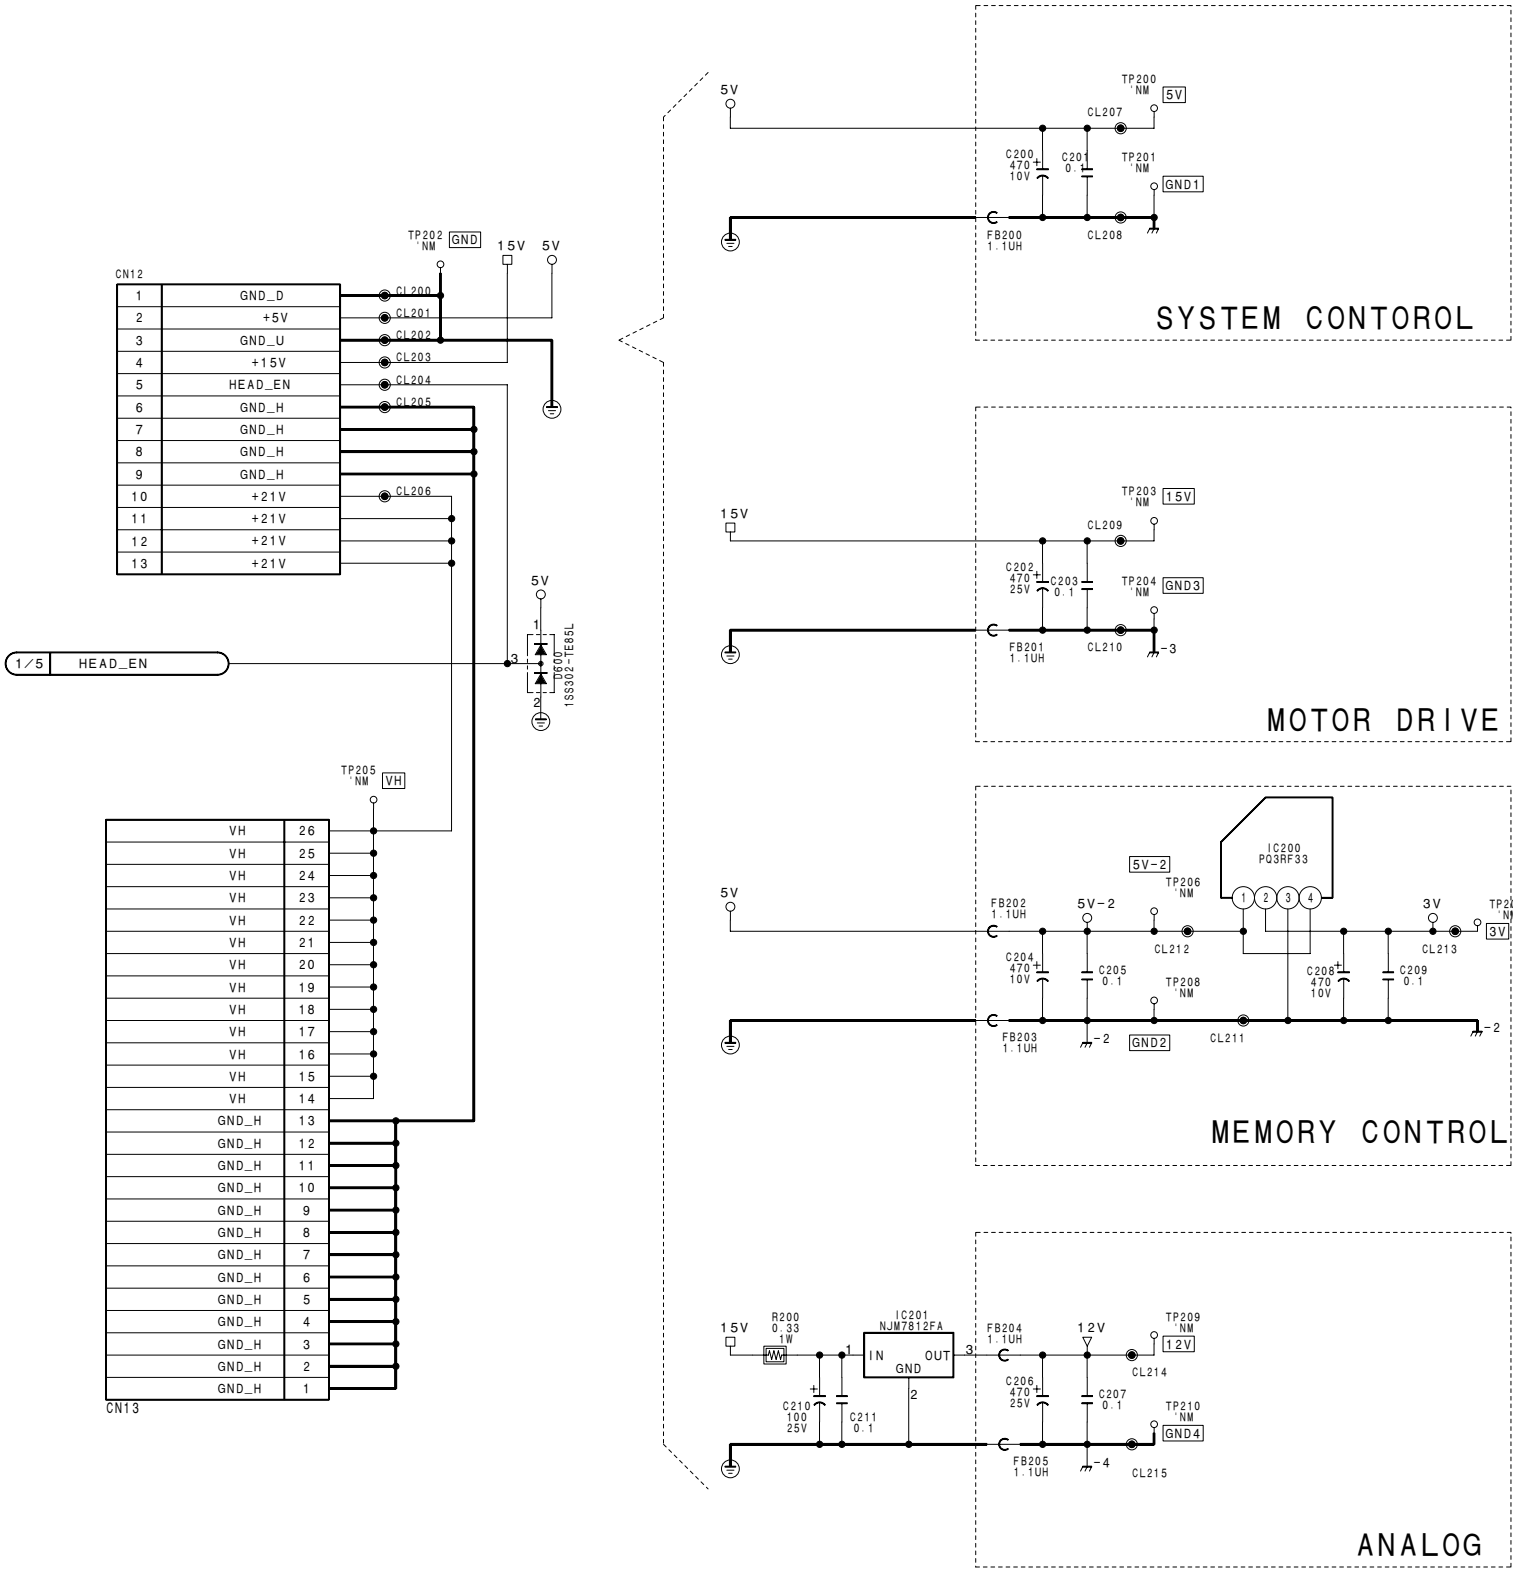 TP202
'NM GND
15V 5V
CN12
1 GND_D CL200
2 +5V CL201
3 GND_U CL202
4 +15V CL203
5 HEAD_EN CL204
6 GND_H CL205
7 GND_H
8 GND_H
9 GND_H
10 +21V CL206
11 +21V
12 +21V
13 +21V
5V
1
3
2
D600
1SS302-TE85L
1/5 HEAD_EN
TP205
'NM VH
VH 26
VH 25
VH 24
VH 23
VH 22
VH 21
VH 20
VH 19
VH 18
VH 17
VH 16
VH 15
VH 14
GND_H 13
GND_H 12
GND_H 11
GND_H 10
GND_H 9
GND_H 8
GND_H 7
GND_H 6
GND_H 5
GND_H 4
GND_H 3
GND_H 2
GND_H 1
CN13
5V
TP200
'NM 5V
CL207
C200
470 +
10V
C201
0.1
TP201
'NM
GND1
FB200
1.1UH
CL208
SYSTEM CONTOROL
15V
TP203
'NM 15V
CL209
C202
470 +
25V
C203
0.1
TP204
'NM GND3
FB201
1.1UH
CL210
-3
MOTOR DRIVE
IC200
PQ3RF33
1 2 3 4
5V
FB202
1.1UH
5V-2
5V-2
TP206
'NM
CL212
3V
3V
CL213
C204
470 +
10V
C205
0.1
TP208
'NM
C208 +
470
10V
C209
0.1
FB203
1.1UH
-2
GND2
CL211
-2
MEMORY CONTROL
15V
R200
0.33
1W
IC201
NJM7812FA
1 IN OUT 3
GND
2
FB204
1.1UH
12V
TP209
'NM
12V
CL214
C210 +
100
25V
C211
0.1
C206
470 +
25V
C207
0.1
TP210
'NM
GND4
FB205
1.1UH
-4
CL215
ANALOG